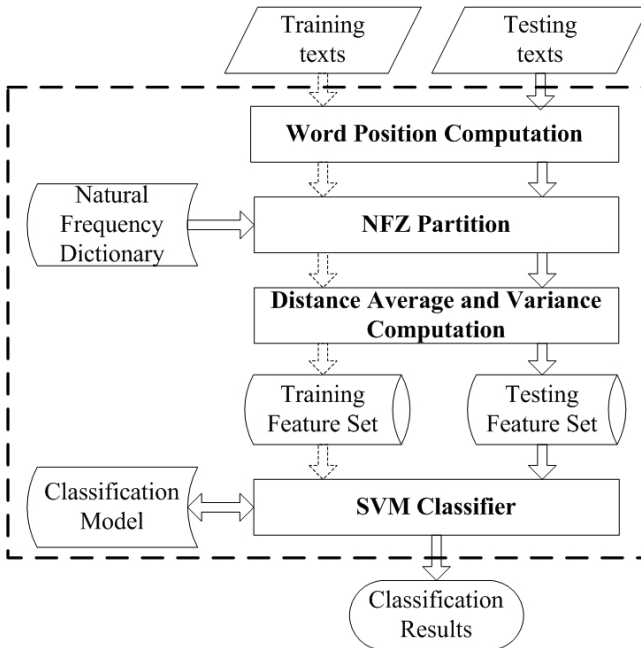 Training
texts
Testing
texts
Word Position Computation
Natural
Frequency
Dictionary
NFZ Partition
Distance Average and Variance
Computation
Training
Feature Set
Testing
Feature Set
Classification
Model
SVM Classifier
Classification
Results